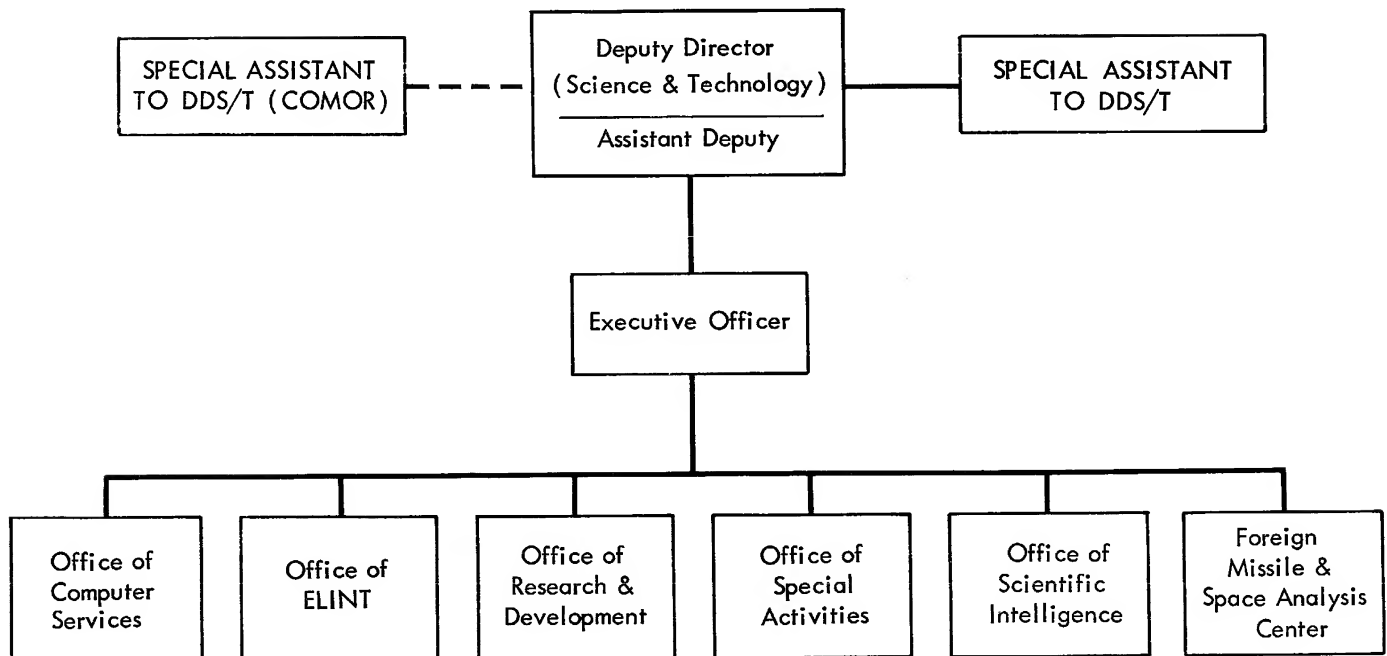 SPECIAL ASSISTANT
TO DDS/T (COMOR)
Deputy Director
(Science & Technology)
Assistant Deputy
SPECIAL ASSISTANT
TO DDS/T
Executive Officer
Office of
Computer
Services
Office of
ELINT
Office of
Research &
Development
Office of
Special
Activities
Office of
Scientific
Intelligence
Foreign
Missile &
Space Analysis
Center